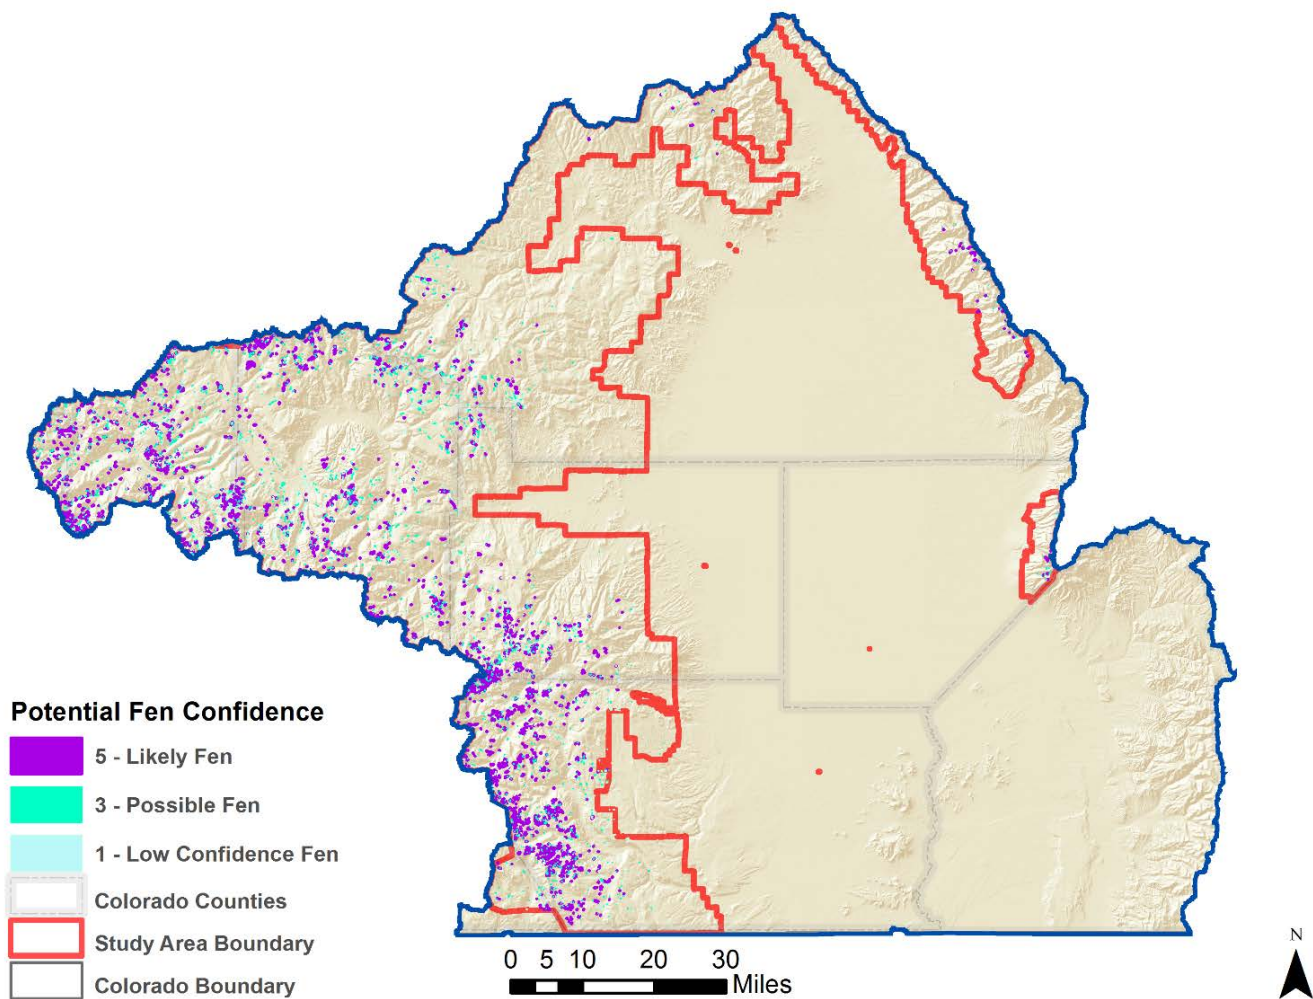 Potential Fen Confidence
5 - Likely Fen
3 - Possible Fen
1 - Low Confidence Fen
Colorado Counties
Study Area Boundary
Colorado Boundary
0 5 10 20 30
Miles
N